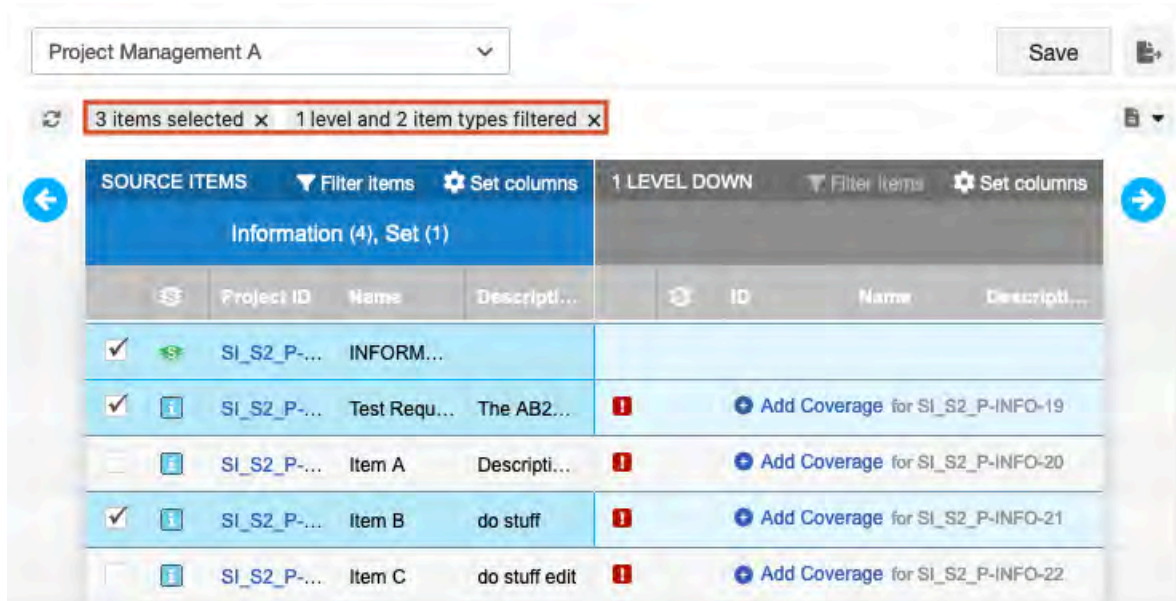 Project Management A
Save
3 items selected × 1 level and 2 item types filtered ×
SOURCE ITEMS Filter items Set columns 1 LEVEL DOWN Filter items Set columns
Information (4), Set (1)
Project ID Name Descripti... ID Name Descripti...
SI_S2_P-... INFORM...
SI_S2_P-... Test Requ... The AB2... Add Coverage for SI_S2_P-INFO-19
SI_S2_P-... Item A Descripti... Add Coverage for SI_S2_P-INFO-20
SI_S2_P-... Item B do stuff Add Coverage for SI_S2_P-INFO-21
SI_S2_P-... Item C do stuff edit Add Coverage for SI_S2_P-INFO-22